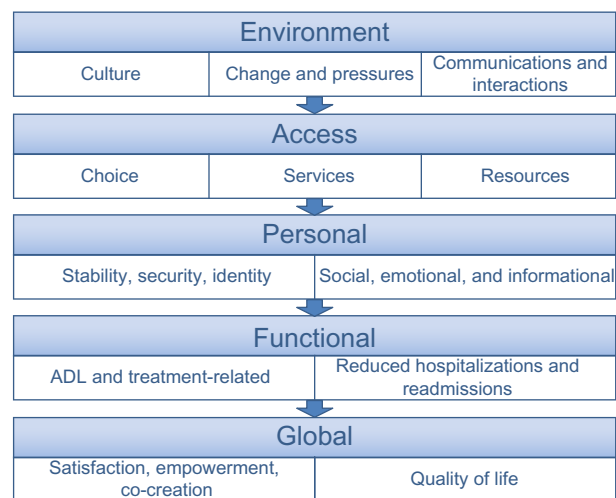 Environment
Culture
Change and pressures
Communications and
interactions
Access
Choice
Services
Resources
Personal
Stability, security, identity
Social, emotional, and informational
Functional
ADL and treatment-related
Reduced hospitalizations and
readmissions
Global
Satisfaction, empowerment,
co-creation
Quality of life